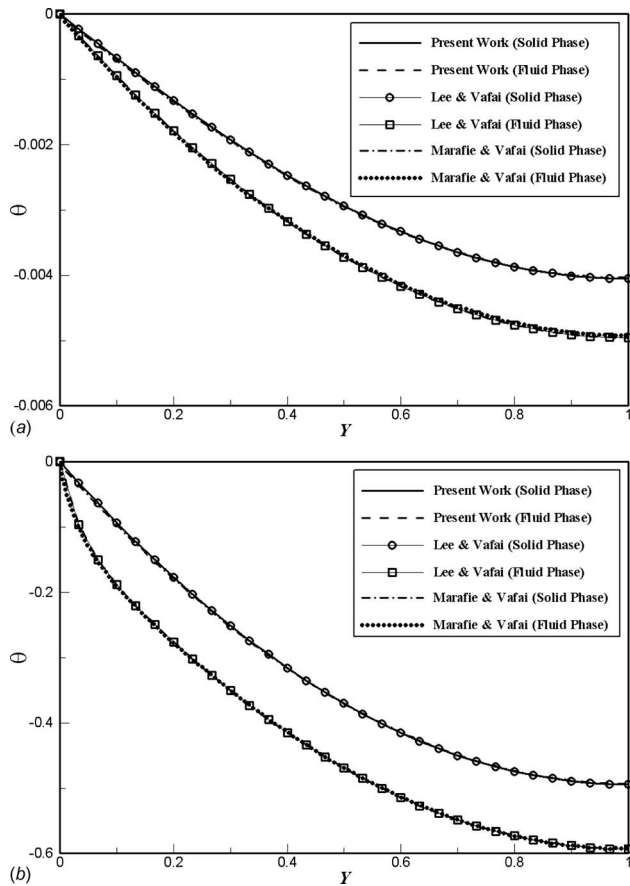 0
-0.002
-0.004
-0.006
θ
Present Work (Solid Phase)
Present Work (Fluid Phase)
Lee & Vafai (Solid Phase)
Lee & Vafai (Fluid Phase)
Marafie & Vafai (Solid Phase)
Marafie & Vafai (Fluid Phase)
0 0.2 0.4 0.6 0.8 1
(a) Y
0
-0.2
-0.4
-0.6
θ
Present Work (Solid Phase)
Present Work (Fluid Phase)
Lee & Vafai (Solid Phase)
Lee & Vafai (Fluid Phase)
Marafie & Vafai (Solid Phase)
Marafie & Vafai (Fluid Phase)
0 0.2 0.4 0.6 0.8 1
(b) Y